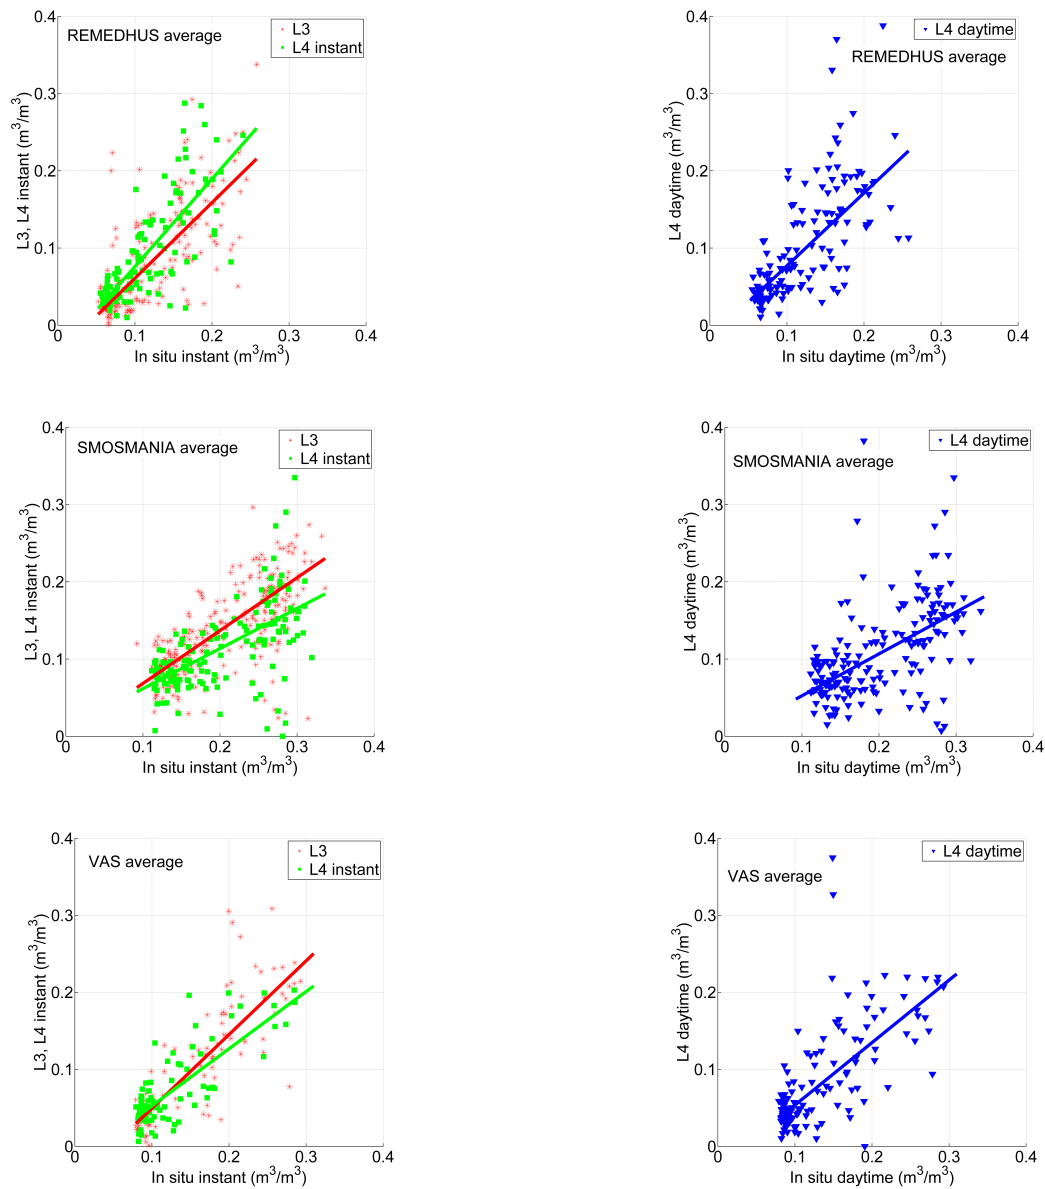 REMEDHUS average
L3
L4 instant
0.4
0.3
0.2
0.1
0
L3, L4 instant (m³/m³)
0
0.1
0.2
0.3
0.4
In situ instant (m³/m³)
L4 daytime
REMEDHUS average
0.4
0.3
0.2
0.1
0
L4 daytime (m³/m³)
0
0.1
0.2
0.3
0.4
In situ daytime (m³/m³)
SMOSMANIA average
L3
L4 instant
0.4
0.3
0.2
0.1
0
L3, L4 instant (m³/m³)
0
0.1
0.2
0.3
0.4
In situ instant (m³/m³)
L4 daytime
SMOSMANIA average
0.4
0.3
0.2
0.1
0
L4 daytime (m³/m³)
0
0.1
0.2
0.3
0.4
In situ daytime (m³/m³)
VAS average
L3
L4 instant
0.4
0.3
0.2
0.1
0
L3, L4 instant (m³/m³)
0
0.1
0.2
0.3
0.4
In situ instant (m³/m³)
L4 daytime
VAS average
0.4
0.3
0.2
0.1
0
L4 daytime (m³/m³)
0
0.1
0.2
0.3
0.4
In situ daytime (m³/m³)